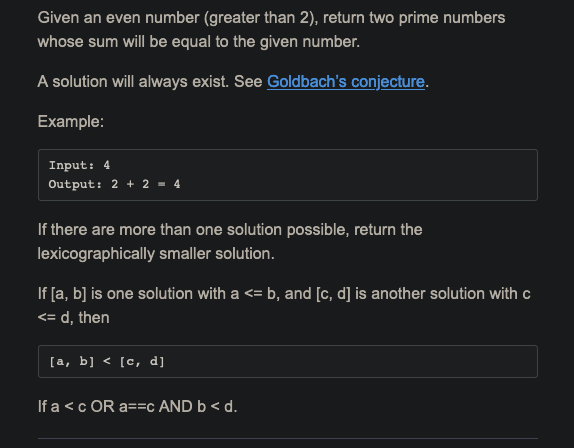 Given an even number (greater than 2), return two prime numbers
whose sum will be equal to the given number.
A solution will always exist. See Goldbach's conjecture.
Example:
Input: 4
Output: 2 + 2 = 4
If there are more than one solution possible, return the
lexicographically smaller solution.
If [a, b] is one solution with a <= b, and [c, d] is another solution with c
<= d, then
[a, b] < [c, d]
If a < c OR a==c AND b < d.